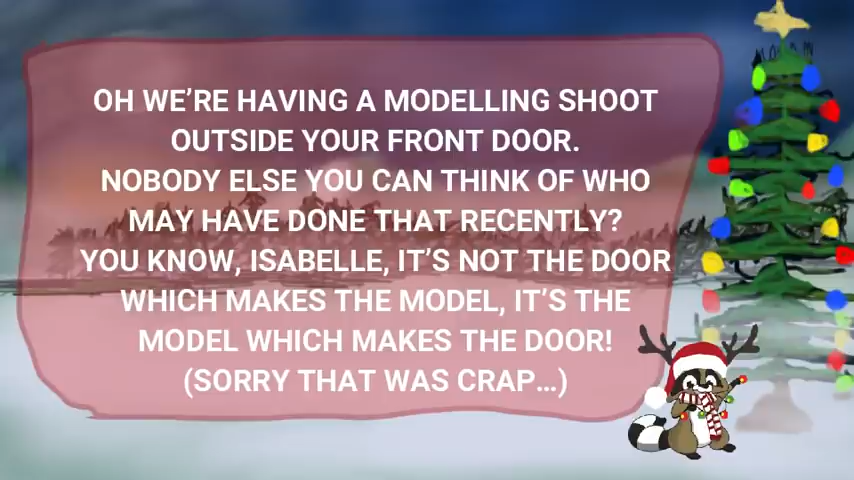 OH WE'RE HAVING A MODELLING SHOOT
OUTSIDE YOUR FRONT DOOR.
NOBODY ELSE YOU CAN THINK OF WHO
MAY HAVE DONE THAT RECENTLY?
YOU KNOW, ISABELLE, IT'S NOT THE DOOR
WHICH MAKES THE MODEL, IT'S THE
MODEL WHICH MAKES THE DOOR!
(SORRY THAT WAS CRAP...)